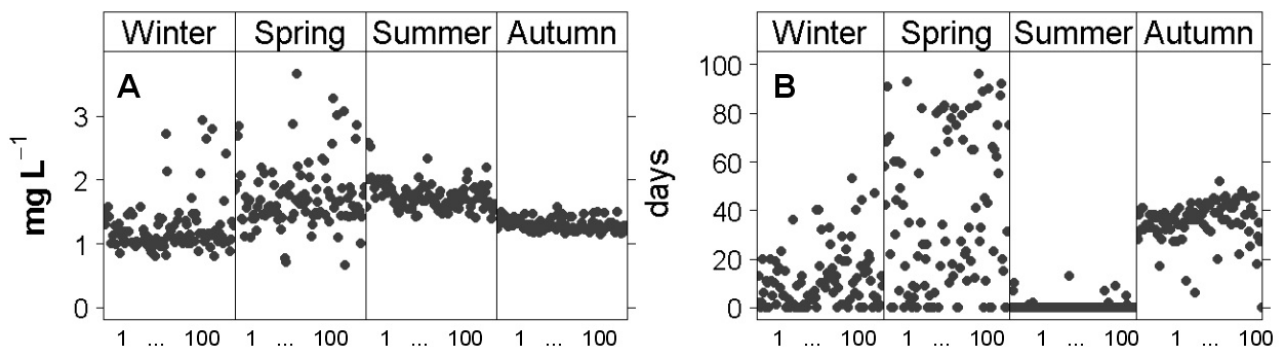 Winter Spring Summer Autumn
A
mg L⁻¹
3
2
1
0
1 ... 100 1 ... 100 1 ... 100 1 ... 100
Winter Spring Summer Autumn
B
days
100
80
60
40
20
0
1 ... 100 1 ... 100 1 ... 100 1 ... 100